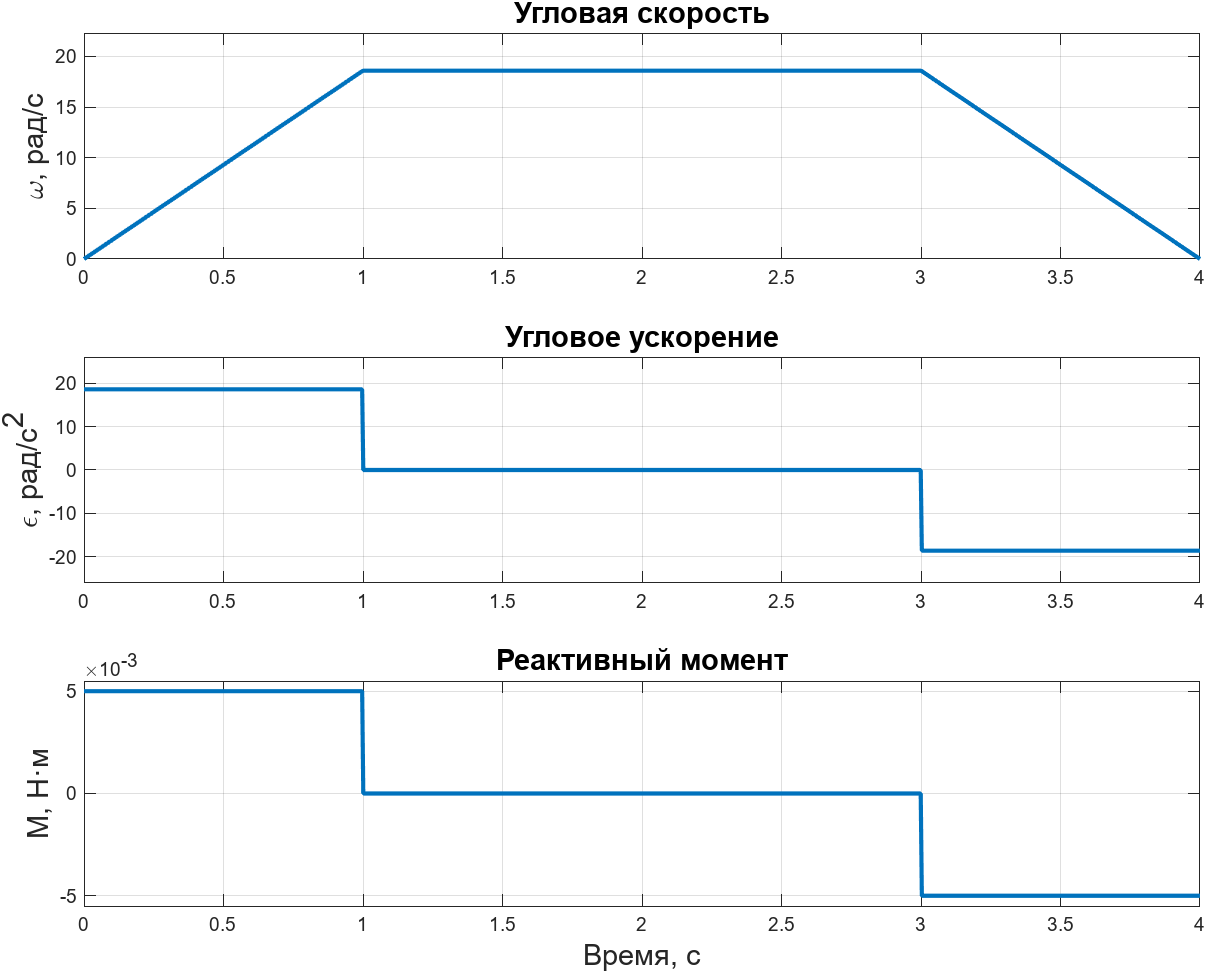 Угловая скорость
ω, рад/с
20
15
10
5
0
0 0.5 1 1.5 2 2.5 3 3.5 4
Угловое ускорение
ϵ, рад/с²
20
10
0
-10
-20
0 0.5 1 1.5 2 2.5 3 3.5 4
Реактивный момент
×10⁻³
М, Н·м
5
0
-5
0 0.5 1 1.5 2 2.5 3 3.5 4
Время, с